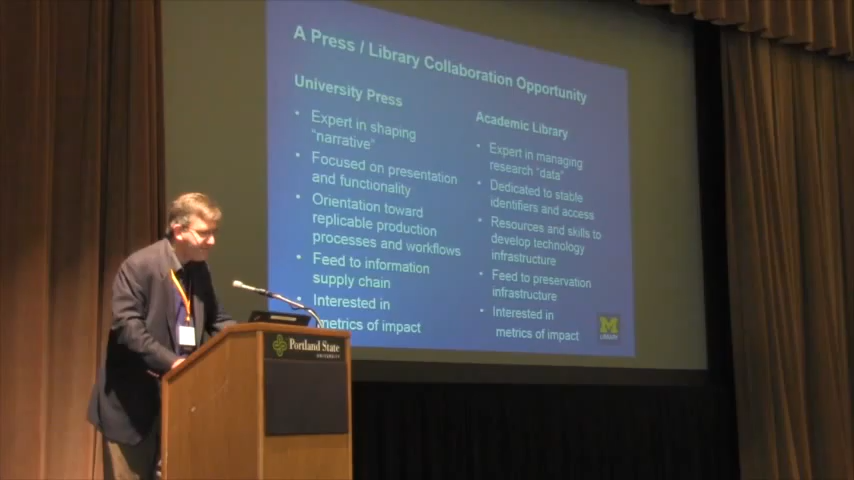 A Press / Library Collaboration Opportunity
University Press
• Expert in shaping
"narrative"
• Focused on presentation
and functionality
• Orientation toward
replicable production
processes and workflows
• Feed to information
supply chain
• Interested in
metrics of impact
Academic Library
• Expert in managing
research "data"
• Dedicated to stable
identifiers and access
• Resources and skills to
develop technology
infrastructure
• Feed to preservation
infrastructure
• Interested in
metrics of impact
M
LIBRARY
Portland State
UNIVERSITY